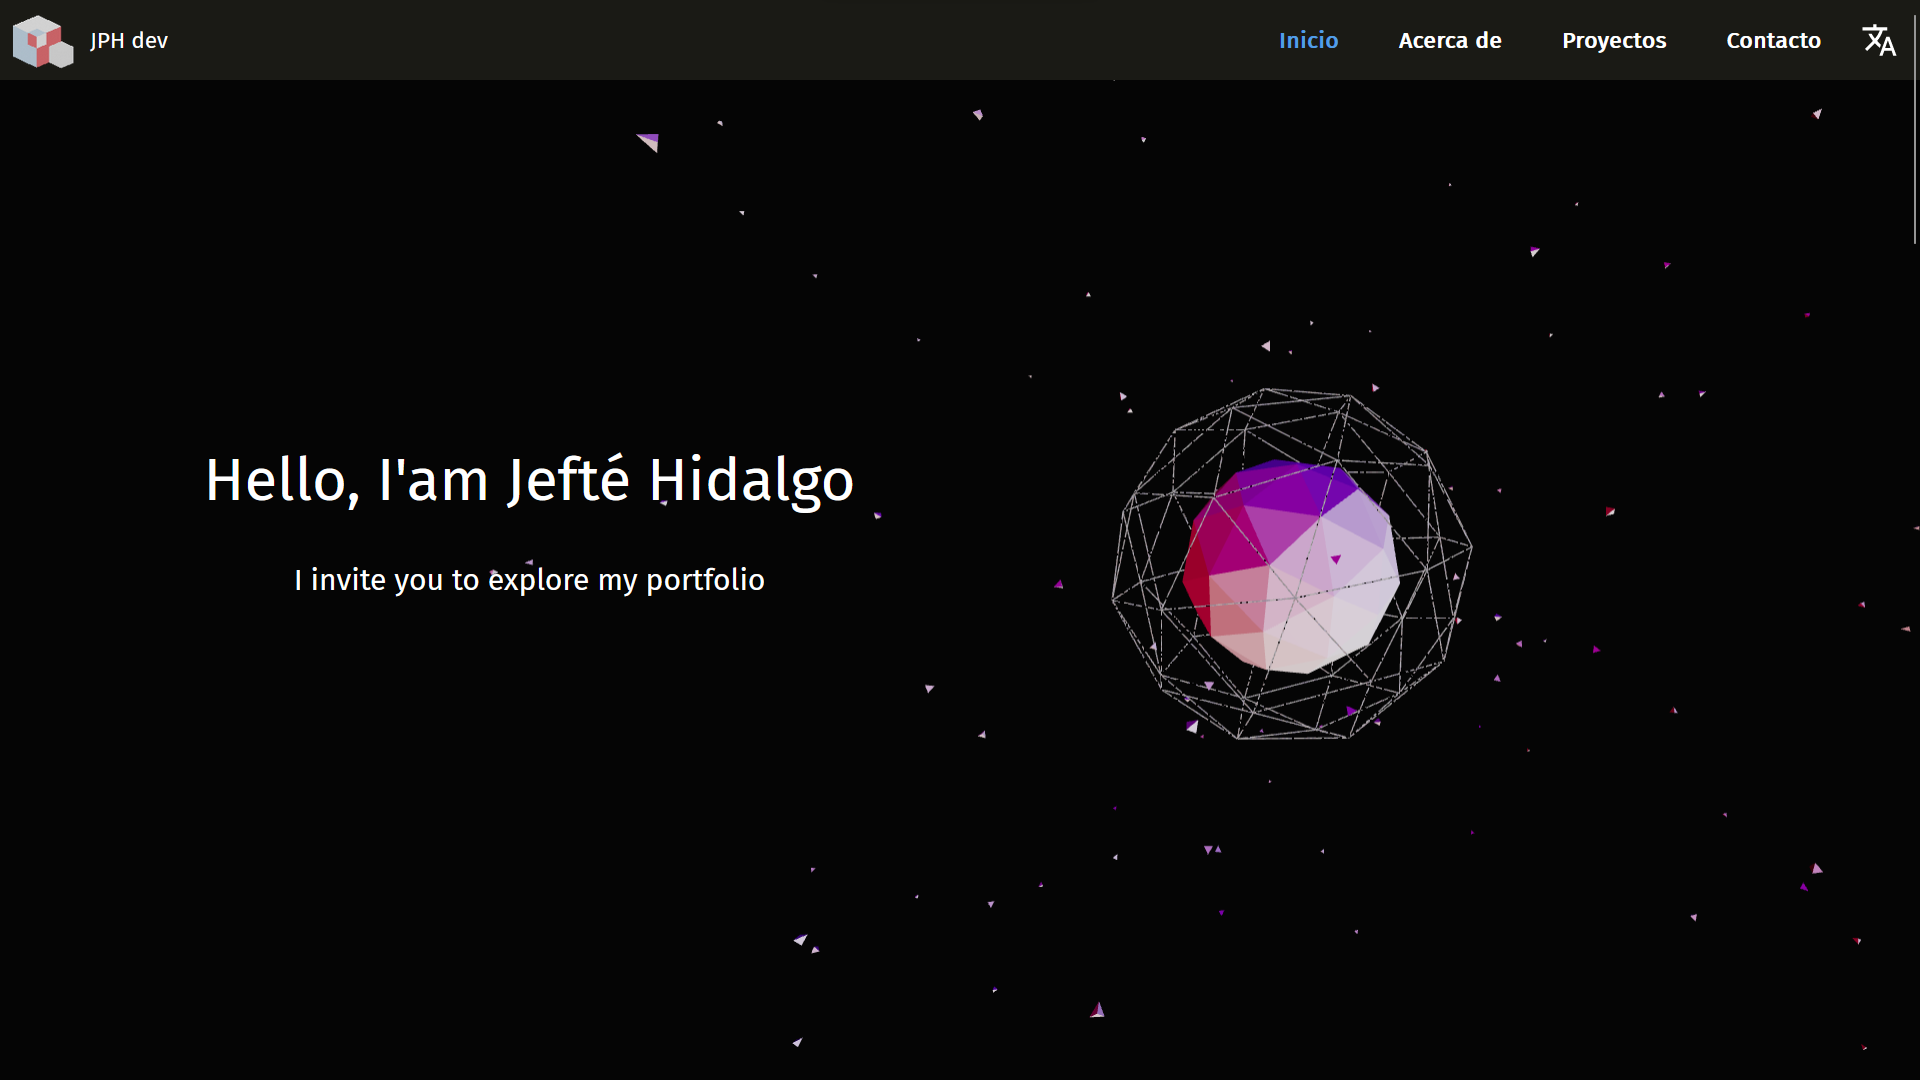 JPH dev
Inicio Acerca de Proyectos Contacto
Hello, I'am Jefté Hidalgo
I invite you to explore my portfolio